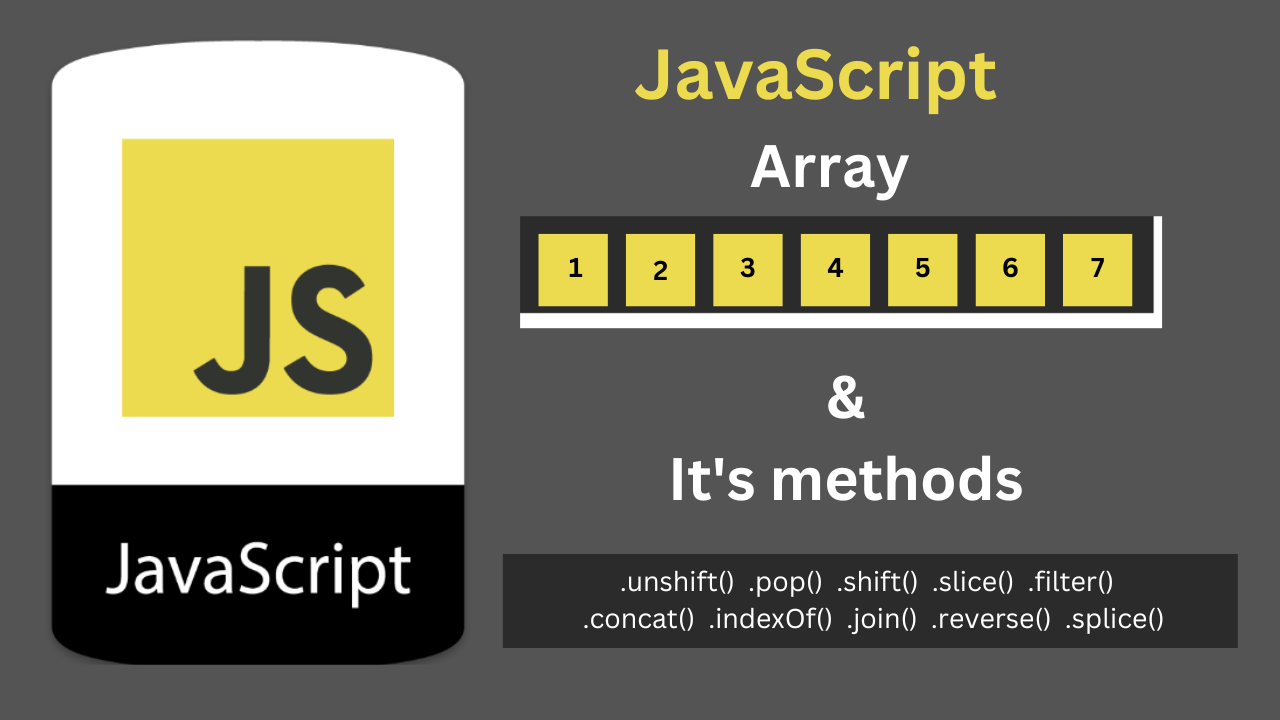 JS
JavaScript
JavaScript
Array
1 2 3 4 5 6 7
&
It's methods
.unshift() .pop() .shift() .slice() .filter()
.concat() .indexOf() .join() .reverse() .splice()